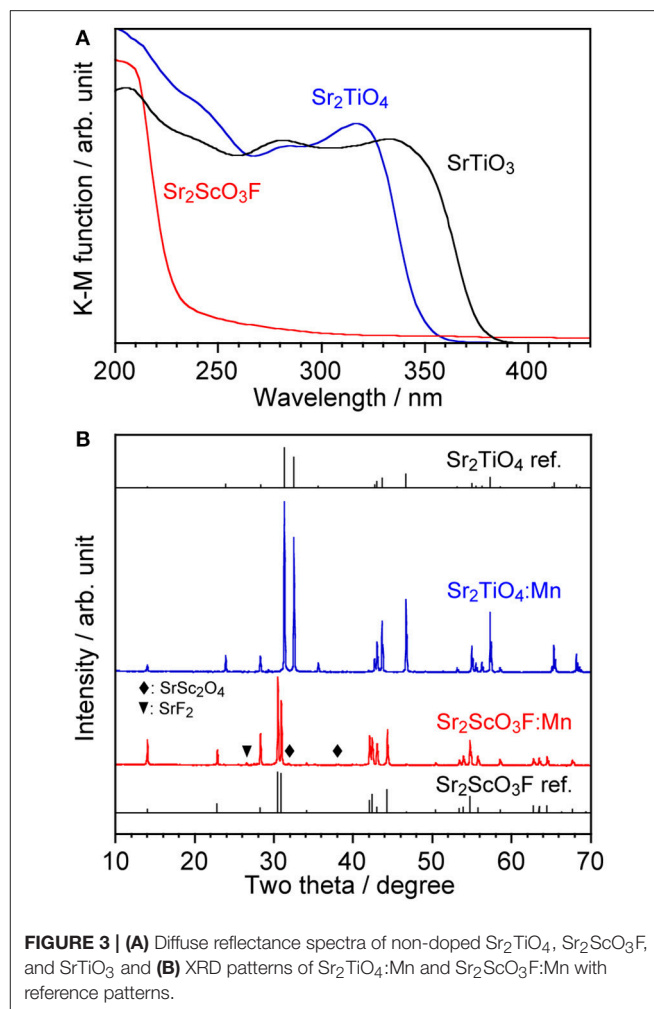 A
K-M function / arb. unit
Sr₂TiO₄
SrTiO₃
Sr₂ScO₃F
200 250 300 350 400
Wavelength / nm
B
Intensity / arb. unit
Sr₂TiO₄ ref.
Sr₂TiO₄:Mn
♦: SrSc₂O₄
▼: SrF₂
Sr₂ScO₃F:Mn
Sr₂ScO₃F ref.
10 20 30 40 50 60 70
Two theta / degree
FIGURE 3 | (A) Diffuse reflectance spectra of non-doped Sr₂TiO₄, Sr₂ScO₃F,
and SrTiO₃ and (B) XRD patterns of Sr₂TiO₄:Mn and Sr₂ScO₃F:Mn with
reference patterns.